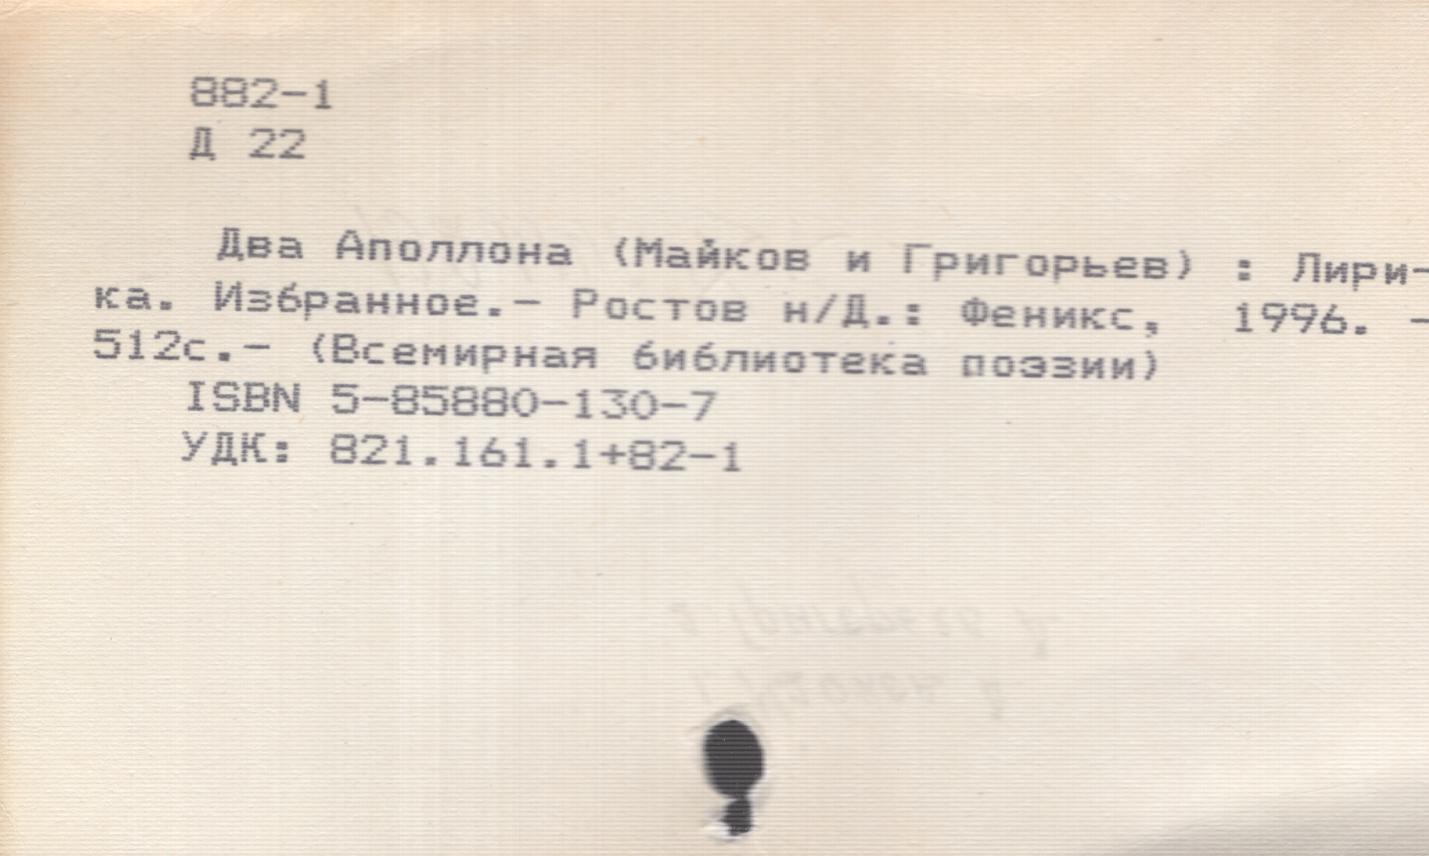 882-1
Д 22
Два Аполлона (Майков и Григорьев) : Лири-
ка. Избранное.- Ростов н/Д.: Феникс, 1996. -
512с.- (Всемирная библиотека поэзии)
ISBN 5-85880-130-7
УДК: 821.161.1+82-1